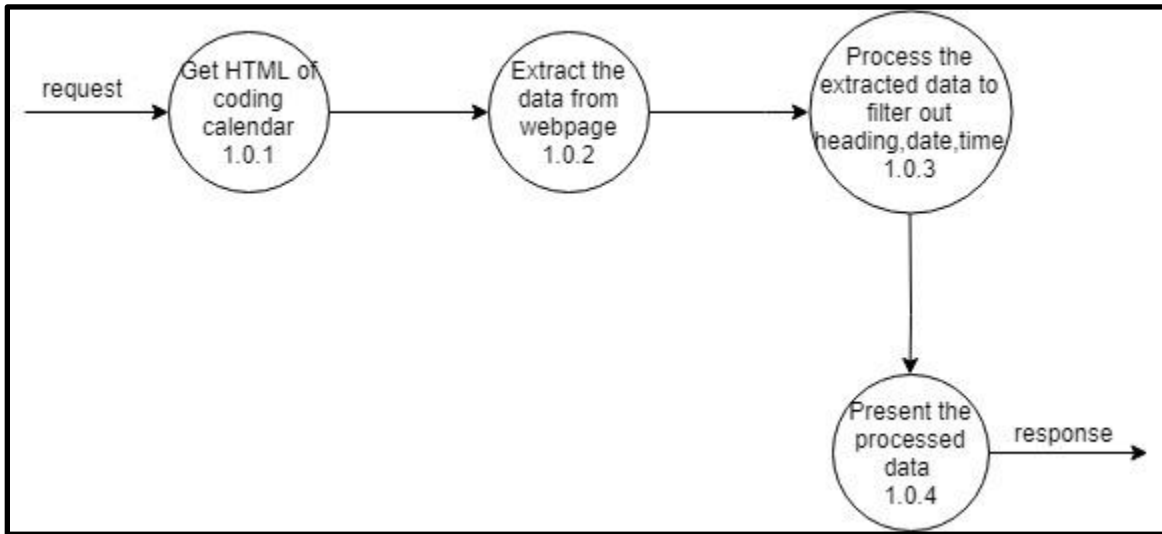 request
Get HTML of
coding
calendar
1.0.1
Extract the
data from
webpage
1.0.2
Process the
extracted data to
filter out
heading,date,time
1.0.3
Present the
processed
data
1.0.4
response